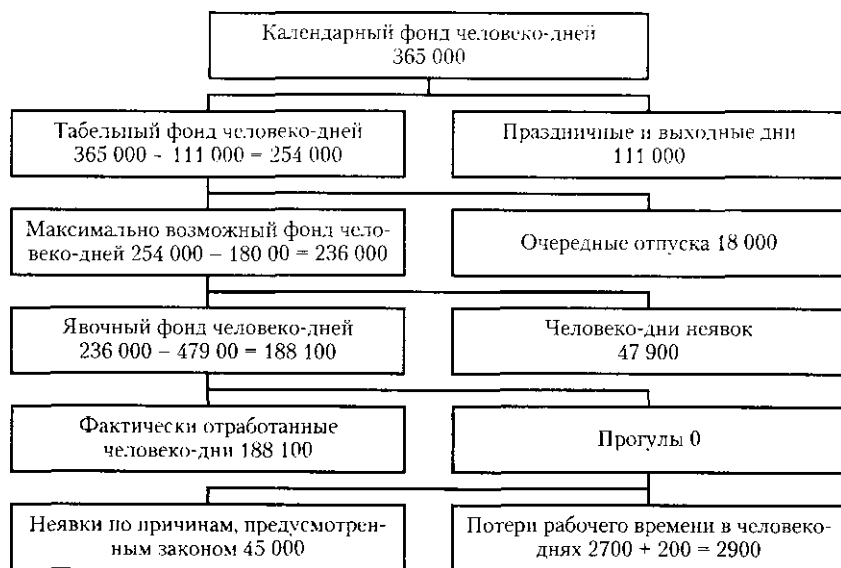 Календарный фонд человеко-дней
365 000
Табельный фонд человеко-дней
365 000 - 111 000 = 254 000
Праздничные и выходные дни
111 000
Максимально возможный фонд чело-
веко-дней 254 000 – 180 00 = 236 000
Очередные отпуска 18 000
Явочный фонд человеко-дней
236 000 – 479 00 = 188 100
Человеко-дни неявок
47 900
Фактически отработанные
человеко-дни 188 100
Прогулы 0
Неявки по причинам, предусмотрен-
ным законом 45 000
Потери рабочего времени в человеко-
днях 2700 + 200 = 2900